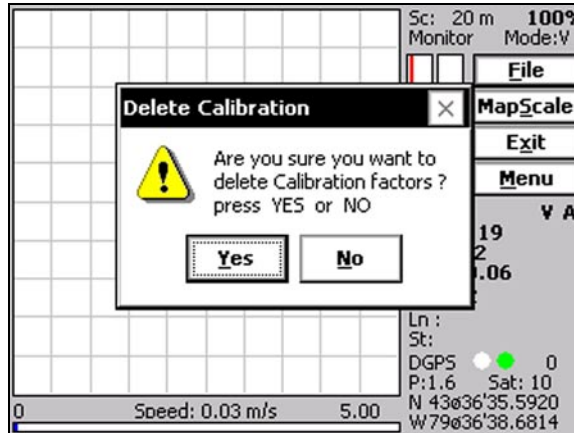 Sc: 20 m 100%
Monitor Mode:V
File
MapScale
Exit
Menu
Delete Calibration
Are you sure you want to
delete Calibration factors ?
press YES or NO
Yes
No
V A
19
2
.06
Ln :
St:
DGPS 0
P:1.6 Sat: 10
N 43ø36'35.5920
W79ø36'38.6814
0 Speed: 0.03 m/s 5.00